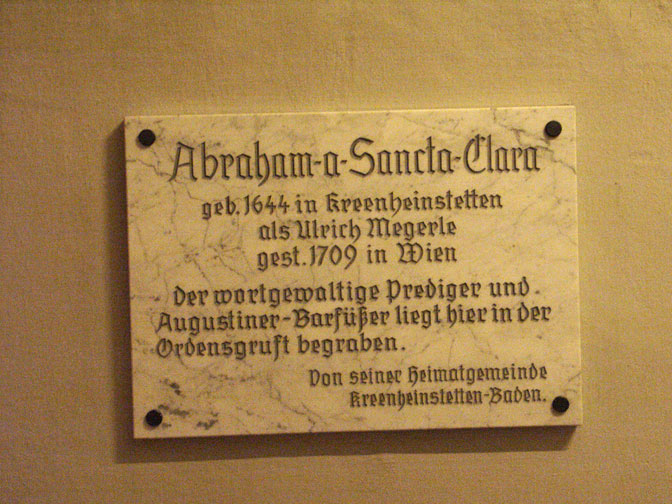 Abraham-a-Sancta-Clara
geb. 1644 in Kreenheinstetten
als Ulrich Megerle
gest. 1709 in Wien
der wortgewaltige Prediger und
Augustiner-Barfüßer liegt hier in der
Ordensgruft begraben.
Von seiner Heimatgemeinde
Kreenheinstetten-Baden.